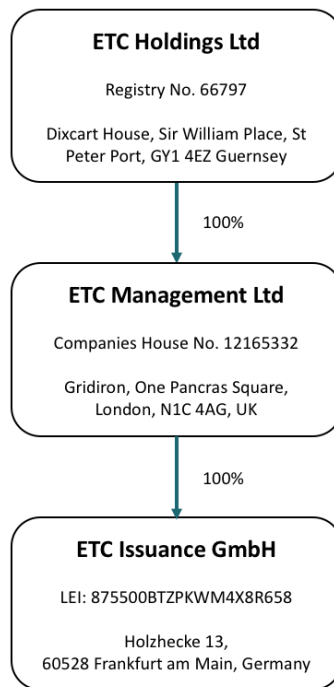 ETC Holdings Ltd
Registry No. 66797
Dixcart House, Sir William Place, St
Peter Port, GY1 4EZ Guernsey
100%
ETC Management Ltd
Companies House No. 12165332
Gridiron, One Pancras Square,
London, N1C 4AG, UK
100%
ETC Issuance GmbH
LEI: 875500BTZPKWM4X8R658
Holzhecke 13,
60528 Frankfurt am Main, Germany